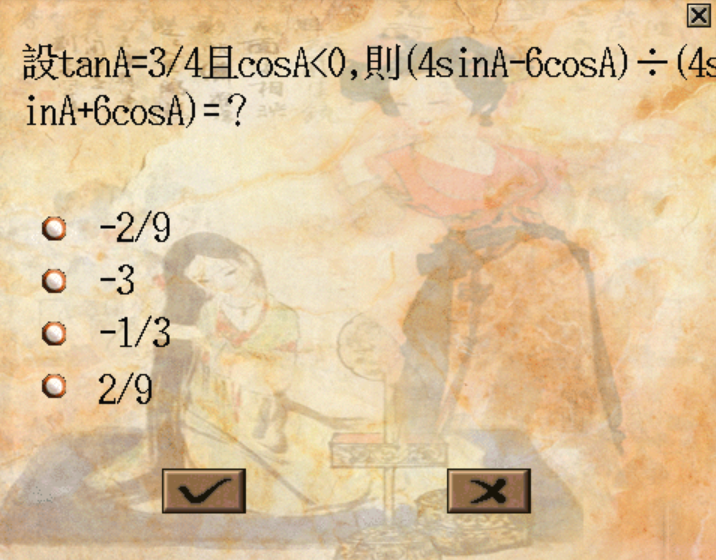 設tanA=3/4且cosA<0,則(4sinA-6cosA)÷(4s
inA+6cosA)=?
-2/9
-3
-1/3
2/9